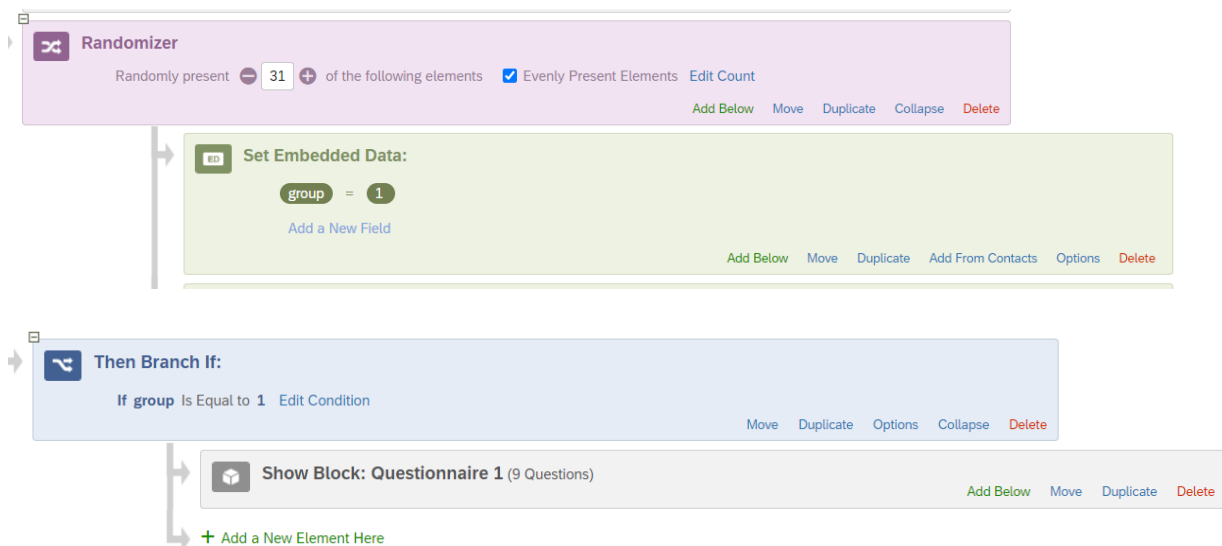 Randomizer
Randomly present 31 of the following elements Evenly Present Elements Edit Count
Add Below Move Duplicate Collapse Delete
ED Set Embedded Data:
group = 1
Add a New Field
Add Below Move Duplicate Add From Contacts Options Delete
Then Branch If:
If group Is Equal to 1 Edit Condition
Move Duplicate Options Collapse Delete
Show Block: Questionnaire 1 (9 Questions)
Add Below Move Duplicate Delete
+ Add a New Element Here